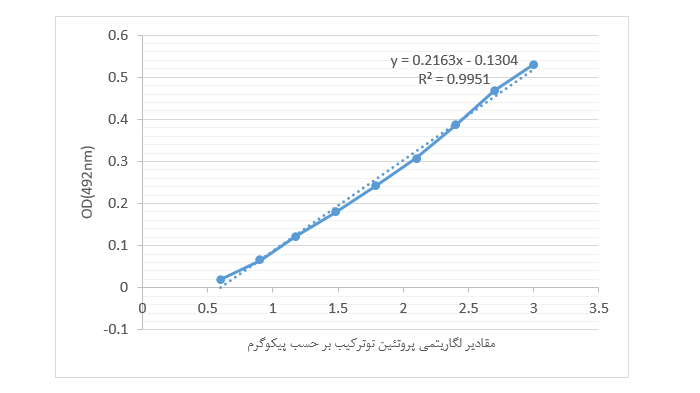 0.6
y = 0.2163x - 0.1304
R² = 0.9951
0.5
0.4
0.3
0.2
0.1
0
-0.1
OD(492nm)
0 0.5 1 1.5 2 2.5 3 3.5
مقادیر لگاریتمی پروتئین نوترکیب بر حسب پیکوگرم